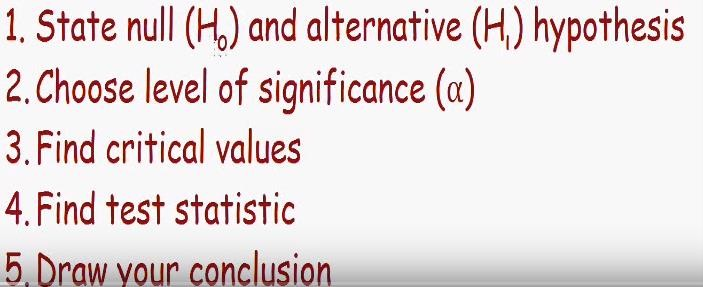 1. State null (H₀) and alternative (H₁) hypothesis
2. Choose level of significance (α)
3. Find critical values
4. Find test statistic
5. Draw your conclusion